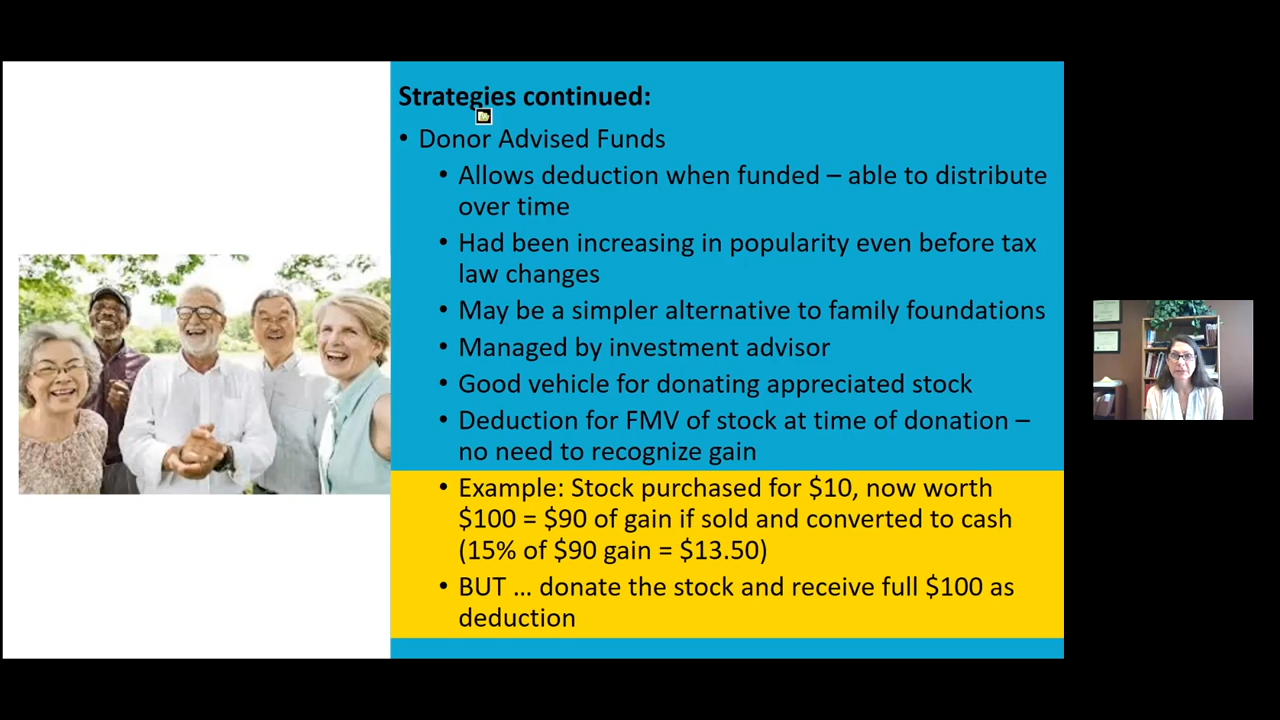 Strategies continued:
• Donor Advised Funds
• Allows deduction when funded – able to distribute
over time
• Had been increasing in popularity even before tax
law changes
• May be a simpler alternative to family foundations
• Managed by investment advisor
• Good vehicle for donating appreciated stock
• Deduction for FMV of stock at time of donation –
no need to recognize gain
• Example: Stock purchased for $10, now worth
$100 = $90 of gain if sold and converted to cash
(15% of $90 gain = $13.50)
• BUT … donate the stock and receive full $100 as
deduction